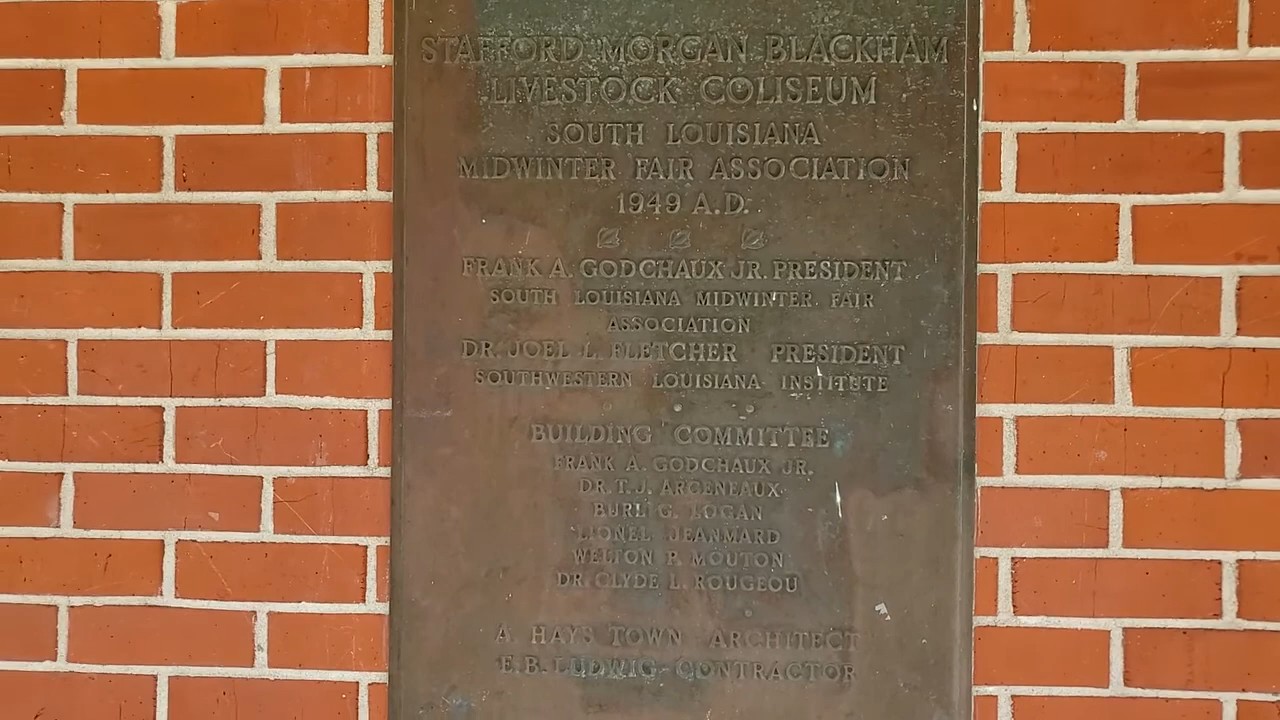 STAFFORD MORGAN BLACKHAM
LIVESTOCK COLISEUM
SOUTH LOUISIANA
MIDWINTER FAIR ASSOCIATION
1949 A.D.
FRANK A. GODCHAUX JR. PRESIDENT
SOUTH LOUISIANA MIDWINTER FAIR
ASSOCIATION
DR. JOEL L. FLETCHER PRESIDENT
SOUTHWESTERN LOUISIANA INSTITUTE
BUILDING COMMITTEE
FRANK A. GODCHAUX JR.
DR. T. J. ARCENEAUX
BURL G. LOGAN
LIONEL JEANMARD
WELTON P. MOUTON
DR. CLYDE L. ROUGEOU
A. HAYS TOWN ARCHITECT
E. B. LUDWIG - CONTRACTOR